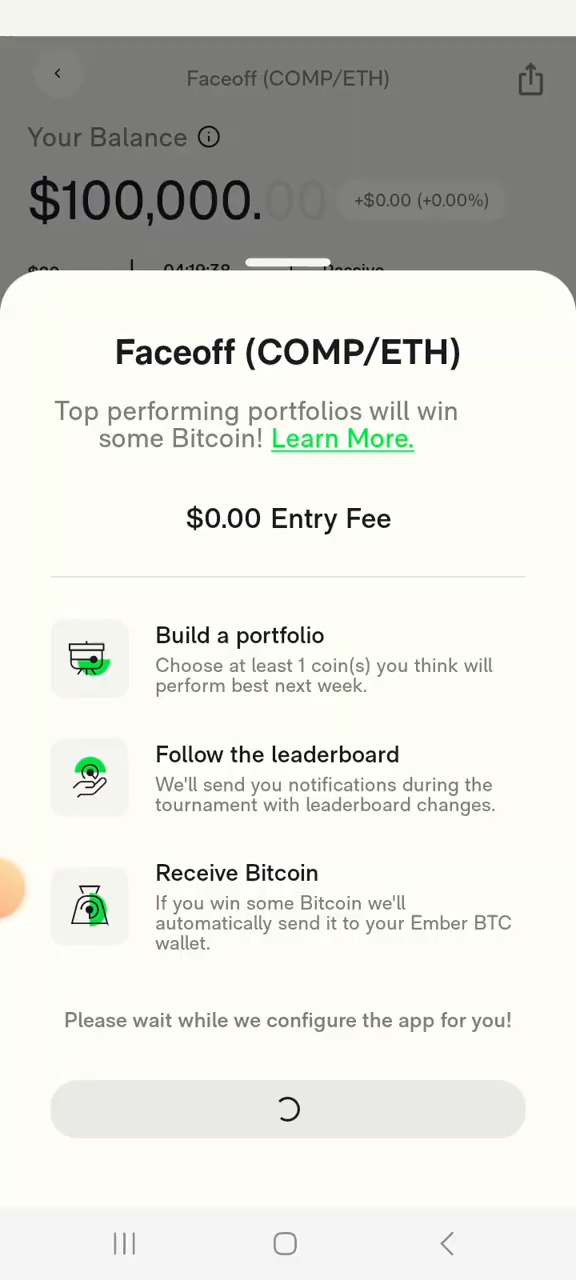 Faceoff (COMP/ETH)
Your Balance
$100,000.00
+$0.00 (+0.00%)
Faceoff (COMP/ETH)
Top performing portfolios will win
some Bitcoin! Learn More.
$0.00 Entry Fee
Build a portfolio
Choose at least 1 coin(s) you think will
perform best next week.
Follow the leaderboard
We'll send you notifications during the
tournament with leaderboard changes.
Receive Bitcoin
If you win some Bitcoin we'll
automatically send it to your Ember BTC
wallet.
Please wait while we configure the app for you!